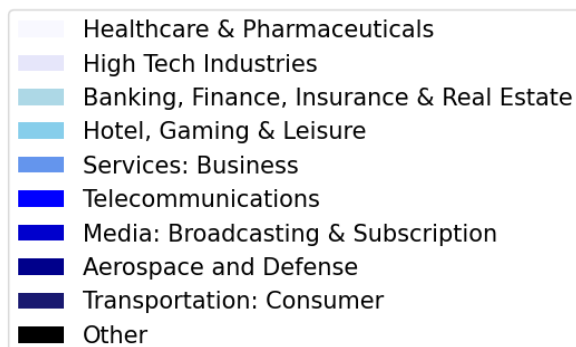 Healthcare & Pharmaceuticals
High Tech Industries
Banking, Finance, Insurance & Real Estate
Hotel, Gaming & Leisure
Services: Business
Telecommunications
Media: Broadcasting & Subscription
Aerospace and Defense
Transportation: Consumer
Other